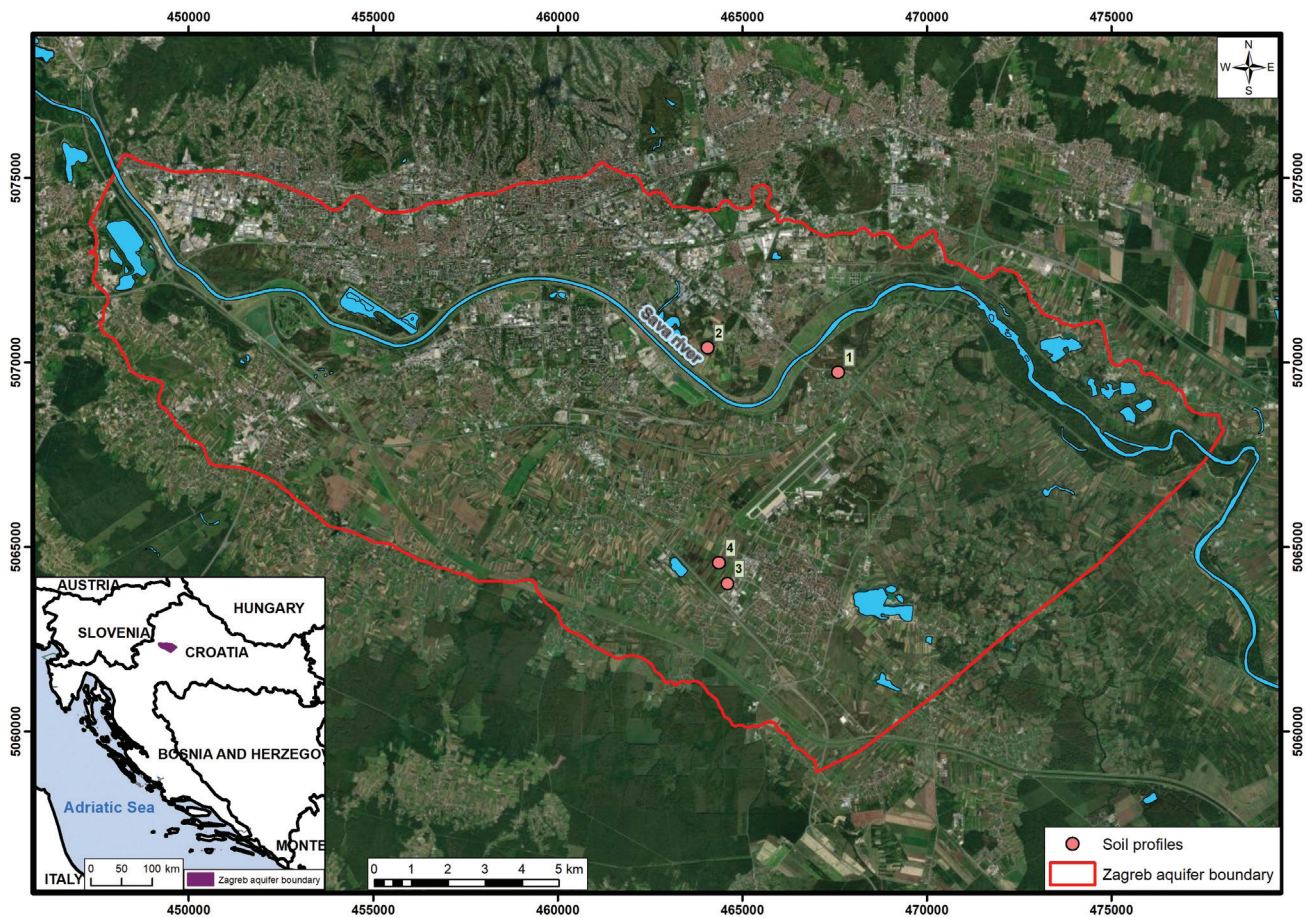 450000 455000 460000 465000 470000 475000
N
W E
S
5075000
5075000
Sava river
2
1
5070000
5070000
5065000
5065000
4
3
AUSTRIA
HUNGARY
SLOVENIA
CROATIA
BOSNIA AND HERZEGO
Adriatic Sea
MONTE
ITALY
0 50 100 km
Zagreb aquifer boundary
5060000
5060000
0 1 2 3 4 5 km
Soil profiles
Zagreb aquifer boundary
450000 455000 460000 465000 470000 475000